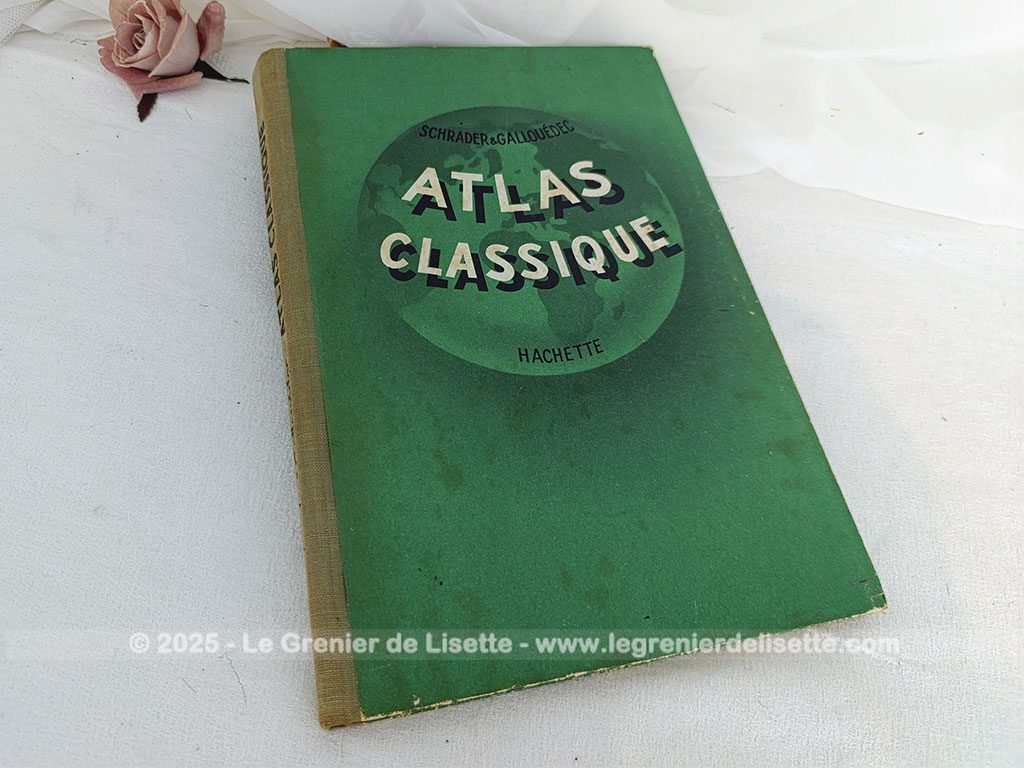 SCHRADER & GALLOUÉDEC
ATLAS
CLASSIQUE
HACHETTE
© 2025 - Le Grenier de Lisette - www.legrenierdelisette.com